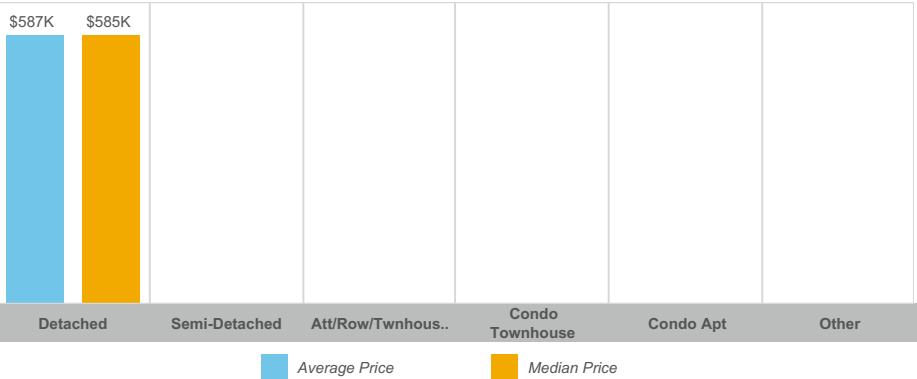 $587K $585K
Detached Semi-Detached Att/Row/Twnhous.. Condo Townhouse Condo Apt Other
Average Price Median Price